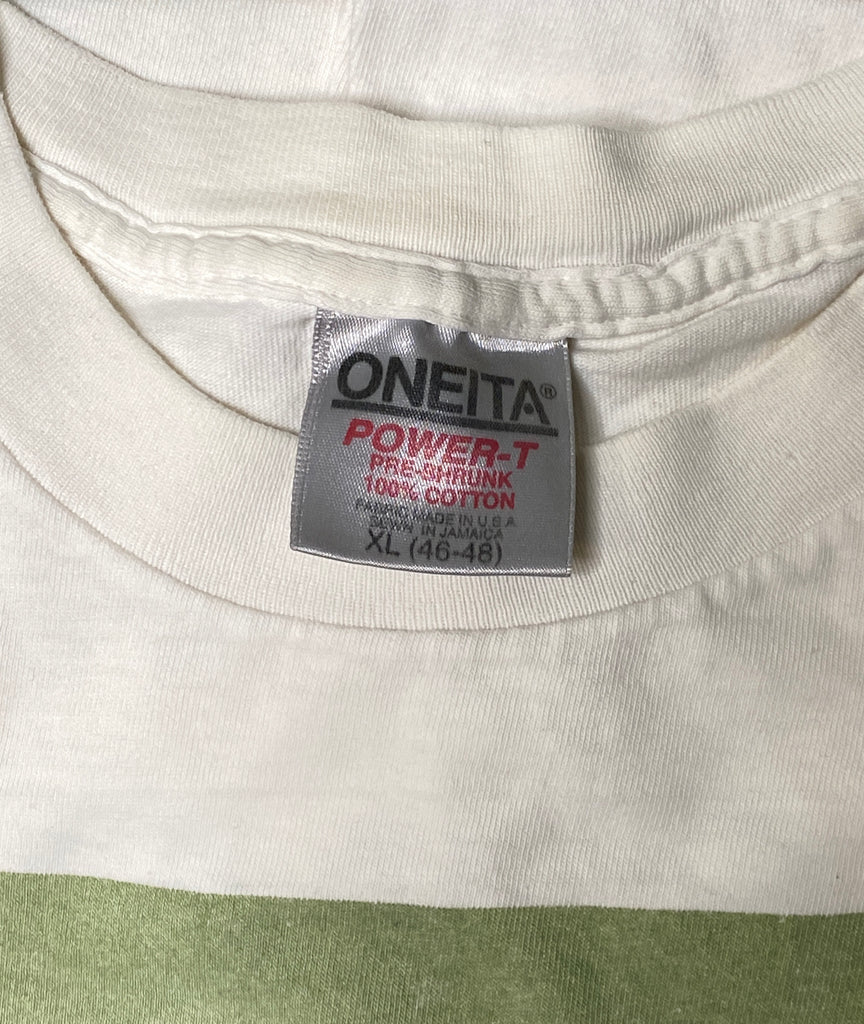 ONEITA®
POWER-T
PRE-SHRUNK
100% COTTON
FABRIC MADE IN U.S.A
SEWN IN JAMAICA
XL (46-48)